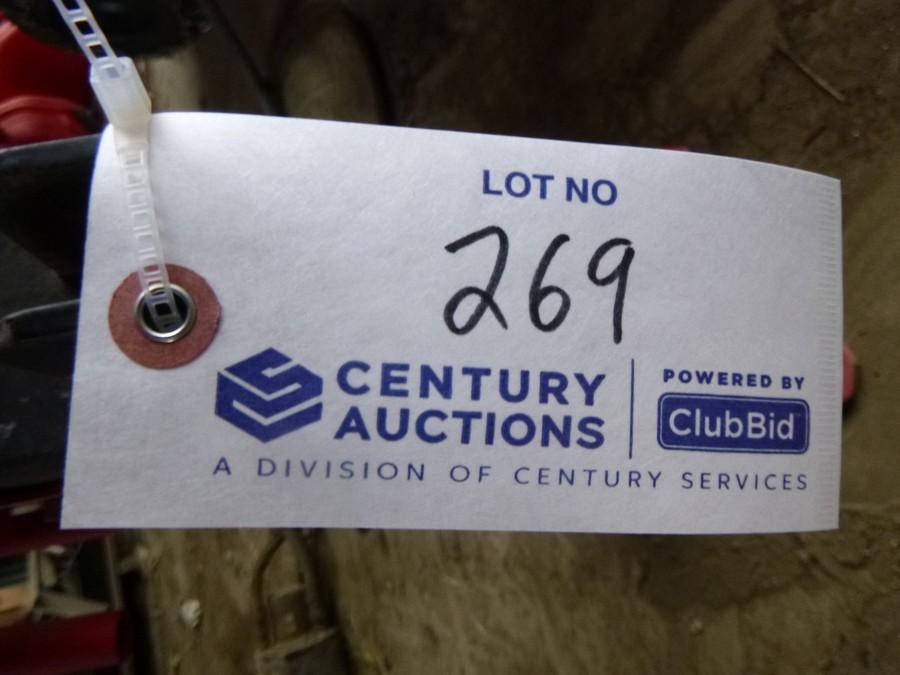 LOT NO
269
CENTURY
AUCTIONS
A DIVISION OF CENTURY SERVICES
POWERED BY
ClubBid